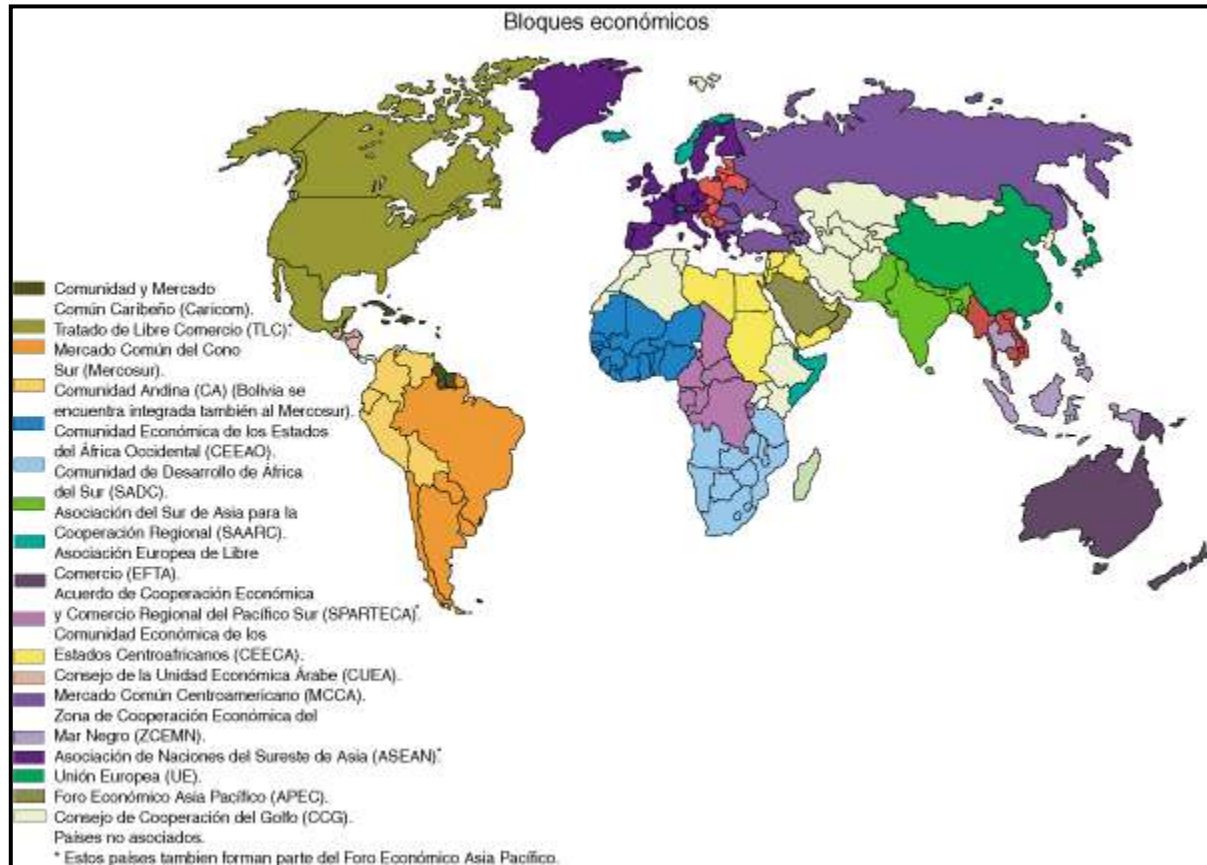 Bloques económicos
Comunidad y Mercado
Común Caribeño (Caricom).
Tratado de Libre Comercio (TLC)*.
Mercado Común del Cono
Sur (Mercosur).
Comunidad Andina (CA) (Bolivia se
encuentra integrada también al Mercosur).
Comunidad Económica de los Estados
del África Occidental (CEEAO).
Comunidad de Desarrollo de África
del Sur (SADC).
Asociación del Sur de Asia para la
Cooperación Regional (SAARC).
Asociación Europea de Libre
Comercio (EFTA).
Acuerdo de Cooperación Económica
y Comercio Regional del Pacífico Sur (SPARTECA)*.
Comunidad Económica de los
Estados Centroafricanos (CEECA).
Consejo de la Unidad Económica Árabe (CUEA).
Mercado Común Centroamericano (MCCA).
Zona de Cooperación Económica del
Mar Negro (ZCEMN).
Asociación de Naciones del Sureste de Asia (ASEAN)*.
Unión Europea (UE).
Foro Económico Asia Pacífico (APEC).
Consejo de Cooperación del Golfo (CCG).
Países no asociados.
* Estos países tambien forman parte del Foro Económico Asia Pacífico.